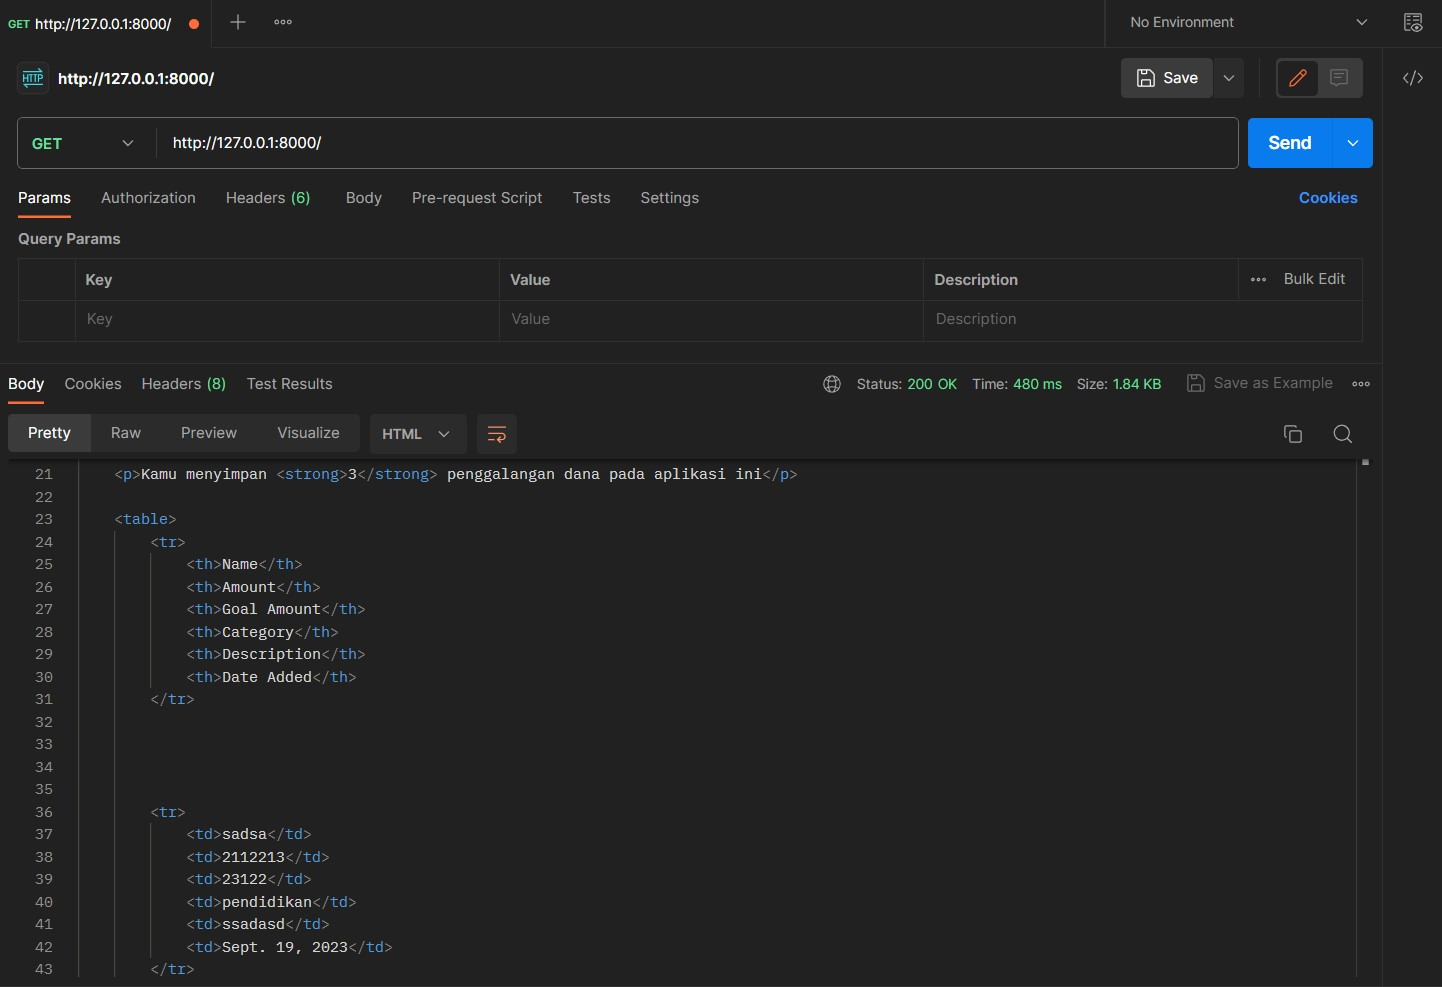 GET http://127.0.0.1:8000/
No Environment
HTTP http://127.0.0.1:8000/
Save
GET http://127.0.0.1:8000/ Send
Params Authorization Headers (6) Body Pre-request Script Tests Settings Cookies
Query Params
Key Value Description Bulk Edit
Key Value Description
Body Cookies Headers (8) Test Results Status: 200 OK Time: 480 ms Size: 1.84 KB Save as Example
Pretty Raw Preview Visualize HTML
21 <p>Kamu menyimpan <strong>3</strong> penggalangan dana pada aplikasi ini</p>
22
23 <table>
24 <tr>
25 <th>Name</th>
26 <th>Amount</th>
27 <th>Goal Amount</th>
28 <th>Category</th>
29 <th>Description</th>
30 <th>Date Added</th>
31 </tr>
32
33
34
35
36 <tr>
37 <td>sadsa</td>
38 <td>2112213</td>
39 <td>23122</td>
40 <td>pendidikan</td>
41 <td>ssadasd</td>
42 <td>Sept. 19, 2023</td>
43 </tr>